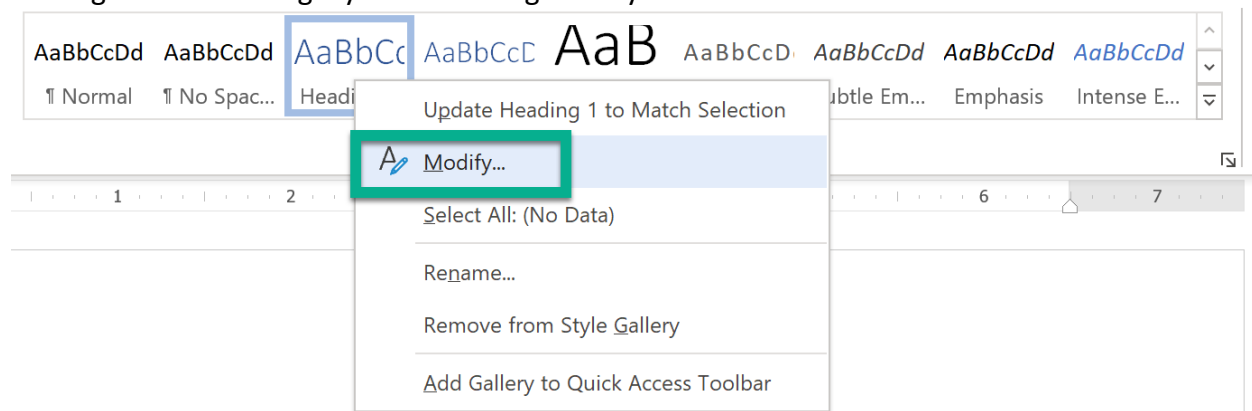 AaBbCcDd AaBbCcDd AaBbCc AaBbCcD AaB AaBbCcD AaBbCcDd AaBbCcDd AaBbCcDd
¶ Normal ¶ No Spac... Headi ubtle Em... Emphasis Intense E...
Update Heading 1 to Match Selection
Modify...
1 2 6 7
Select All: (No Data)
Rename...
Remove from Style Gallery
Add Gallery to Quick Access Toolbar